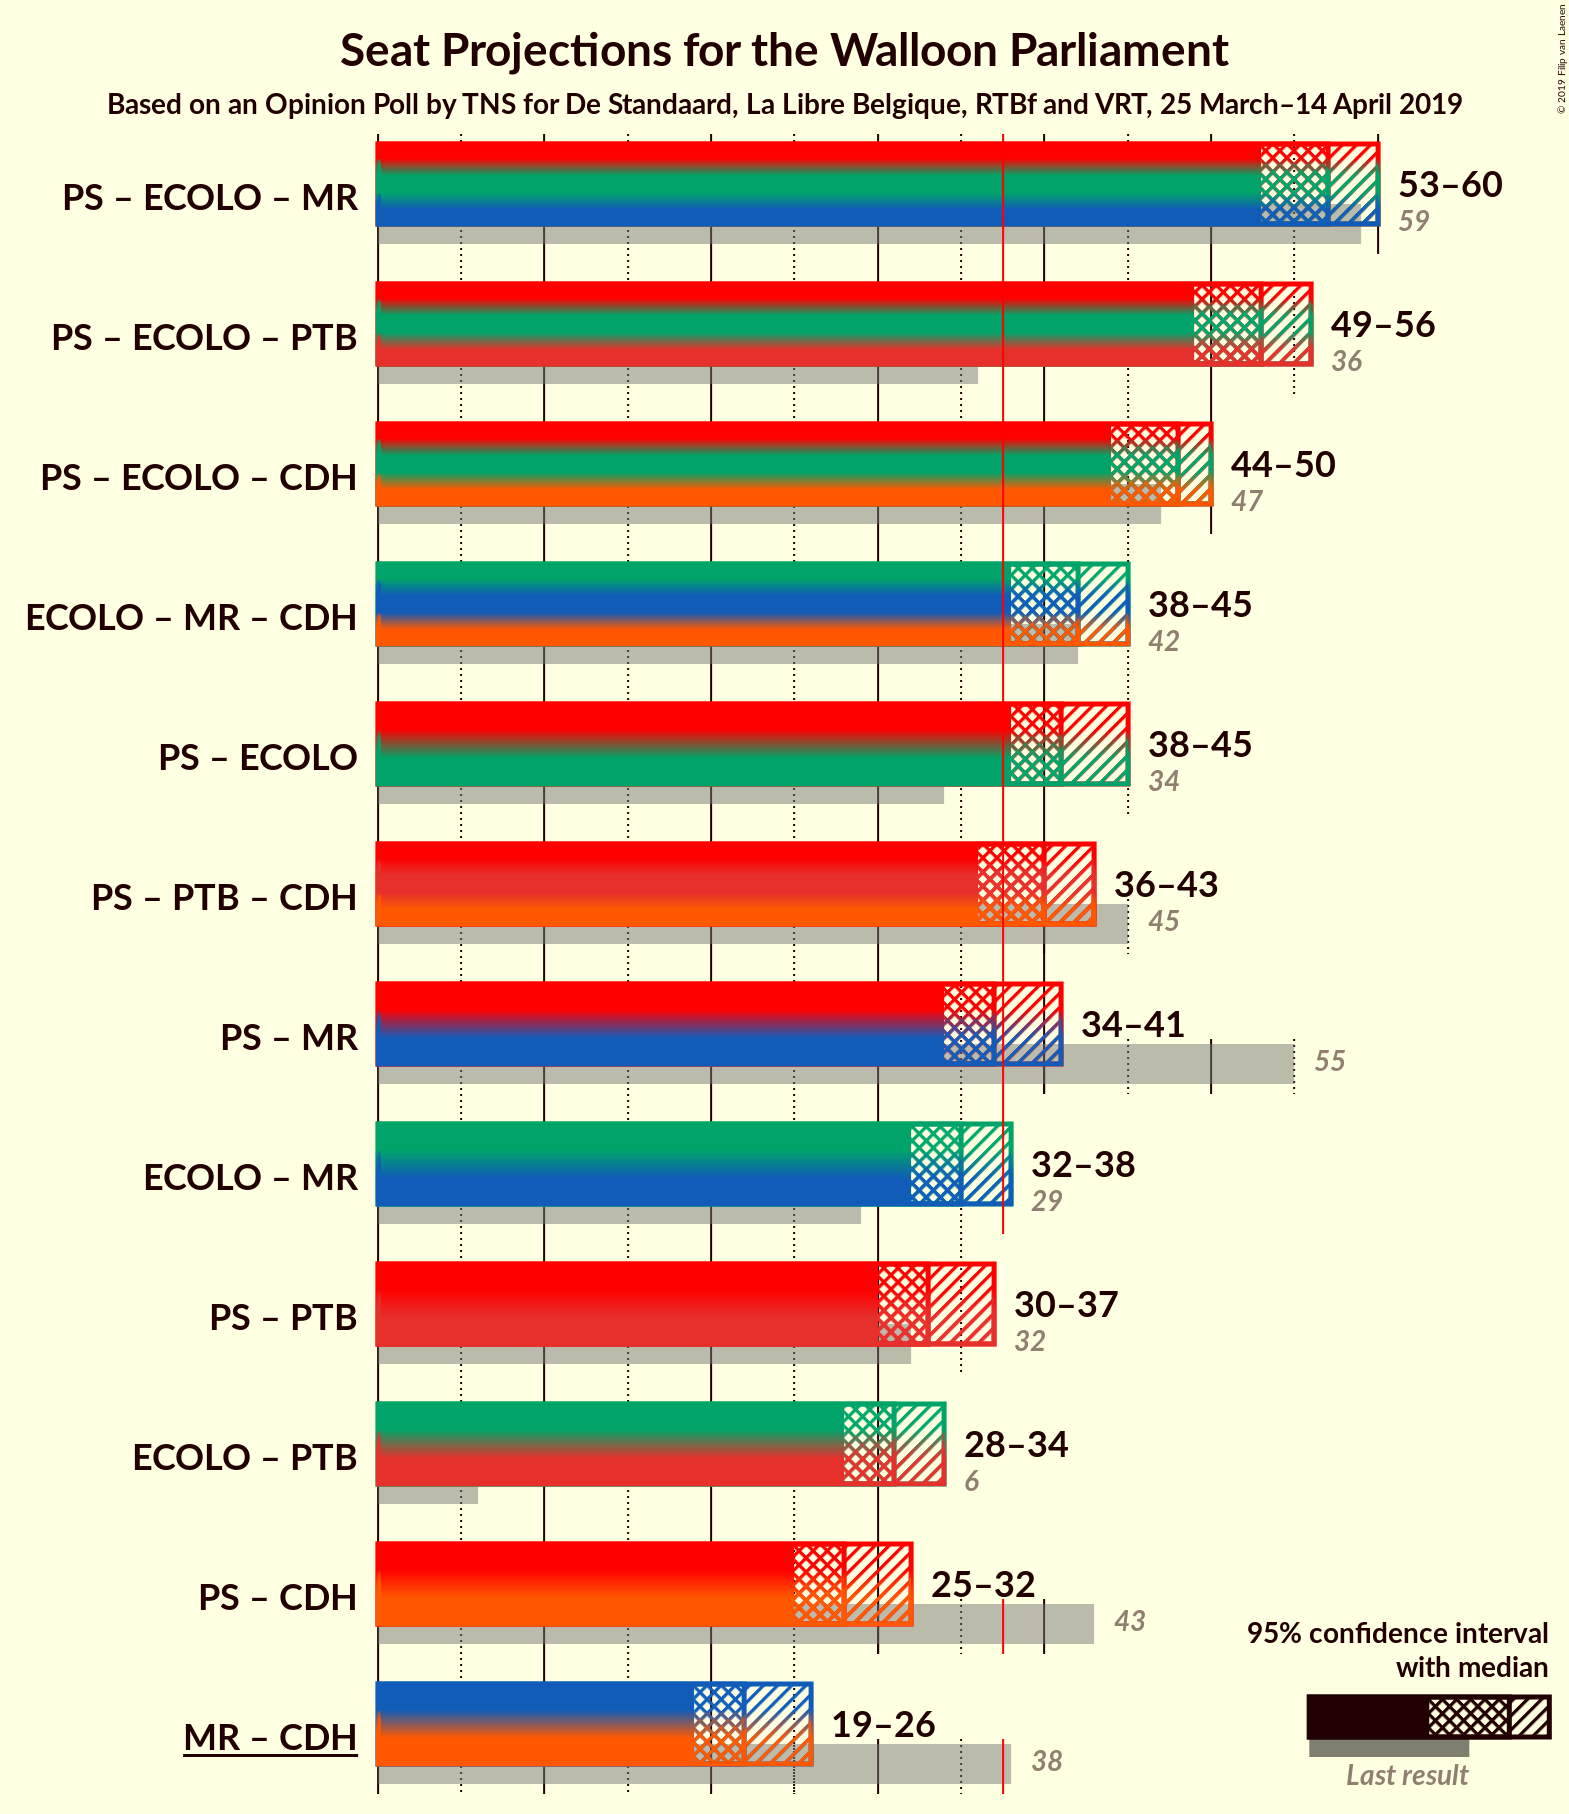 Seat Projections for the Walloon Parliament
Based on an Opinion Poll by TNS for De Standaard, La Libre Belgique, RTBf and VRT, 25 March–14 April 2019
© 2019 Filip van Laenen
PS – ECOLO – MR
53–60
59
PS – ECOLO – PTB
49–56
36
PS – ECOLO – CDH
44–50
47
ECOLO – MR – CDH
38–45
42
PS – ECOLO
38–45
34
PS – PTB – CDH
36–43
45
PS – MR
34–41
55
ECOLO – MR
32–38
29
PS – PTB
30–37
32
ECOLO – PTB
28–34
6
PS – CDH
25–32
43
MR – CDH
19–26
38
95% confidence interval
with median
Last result